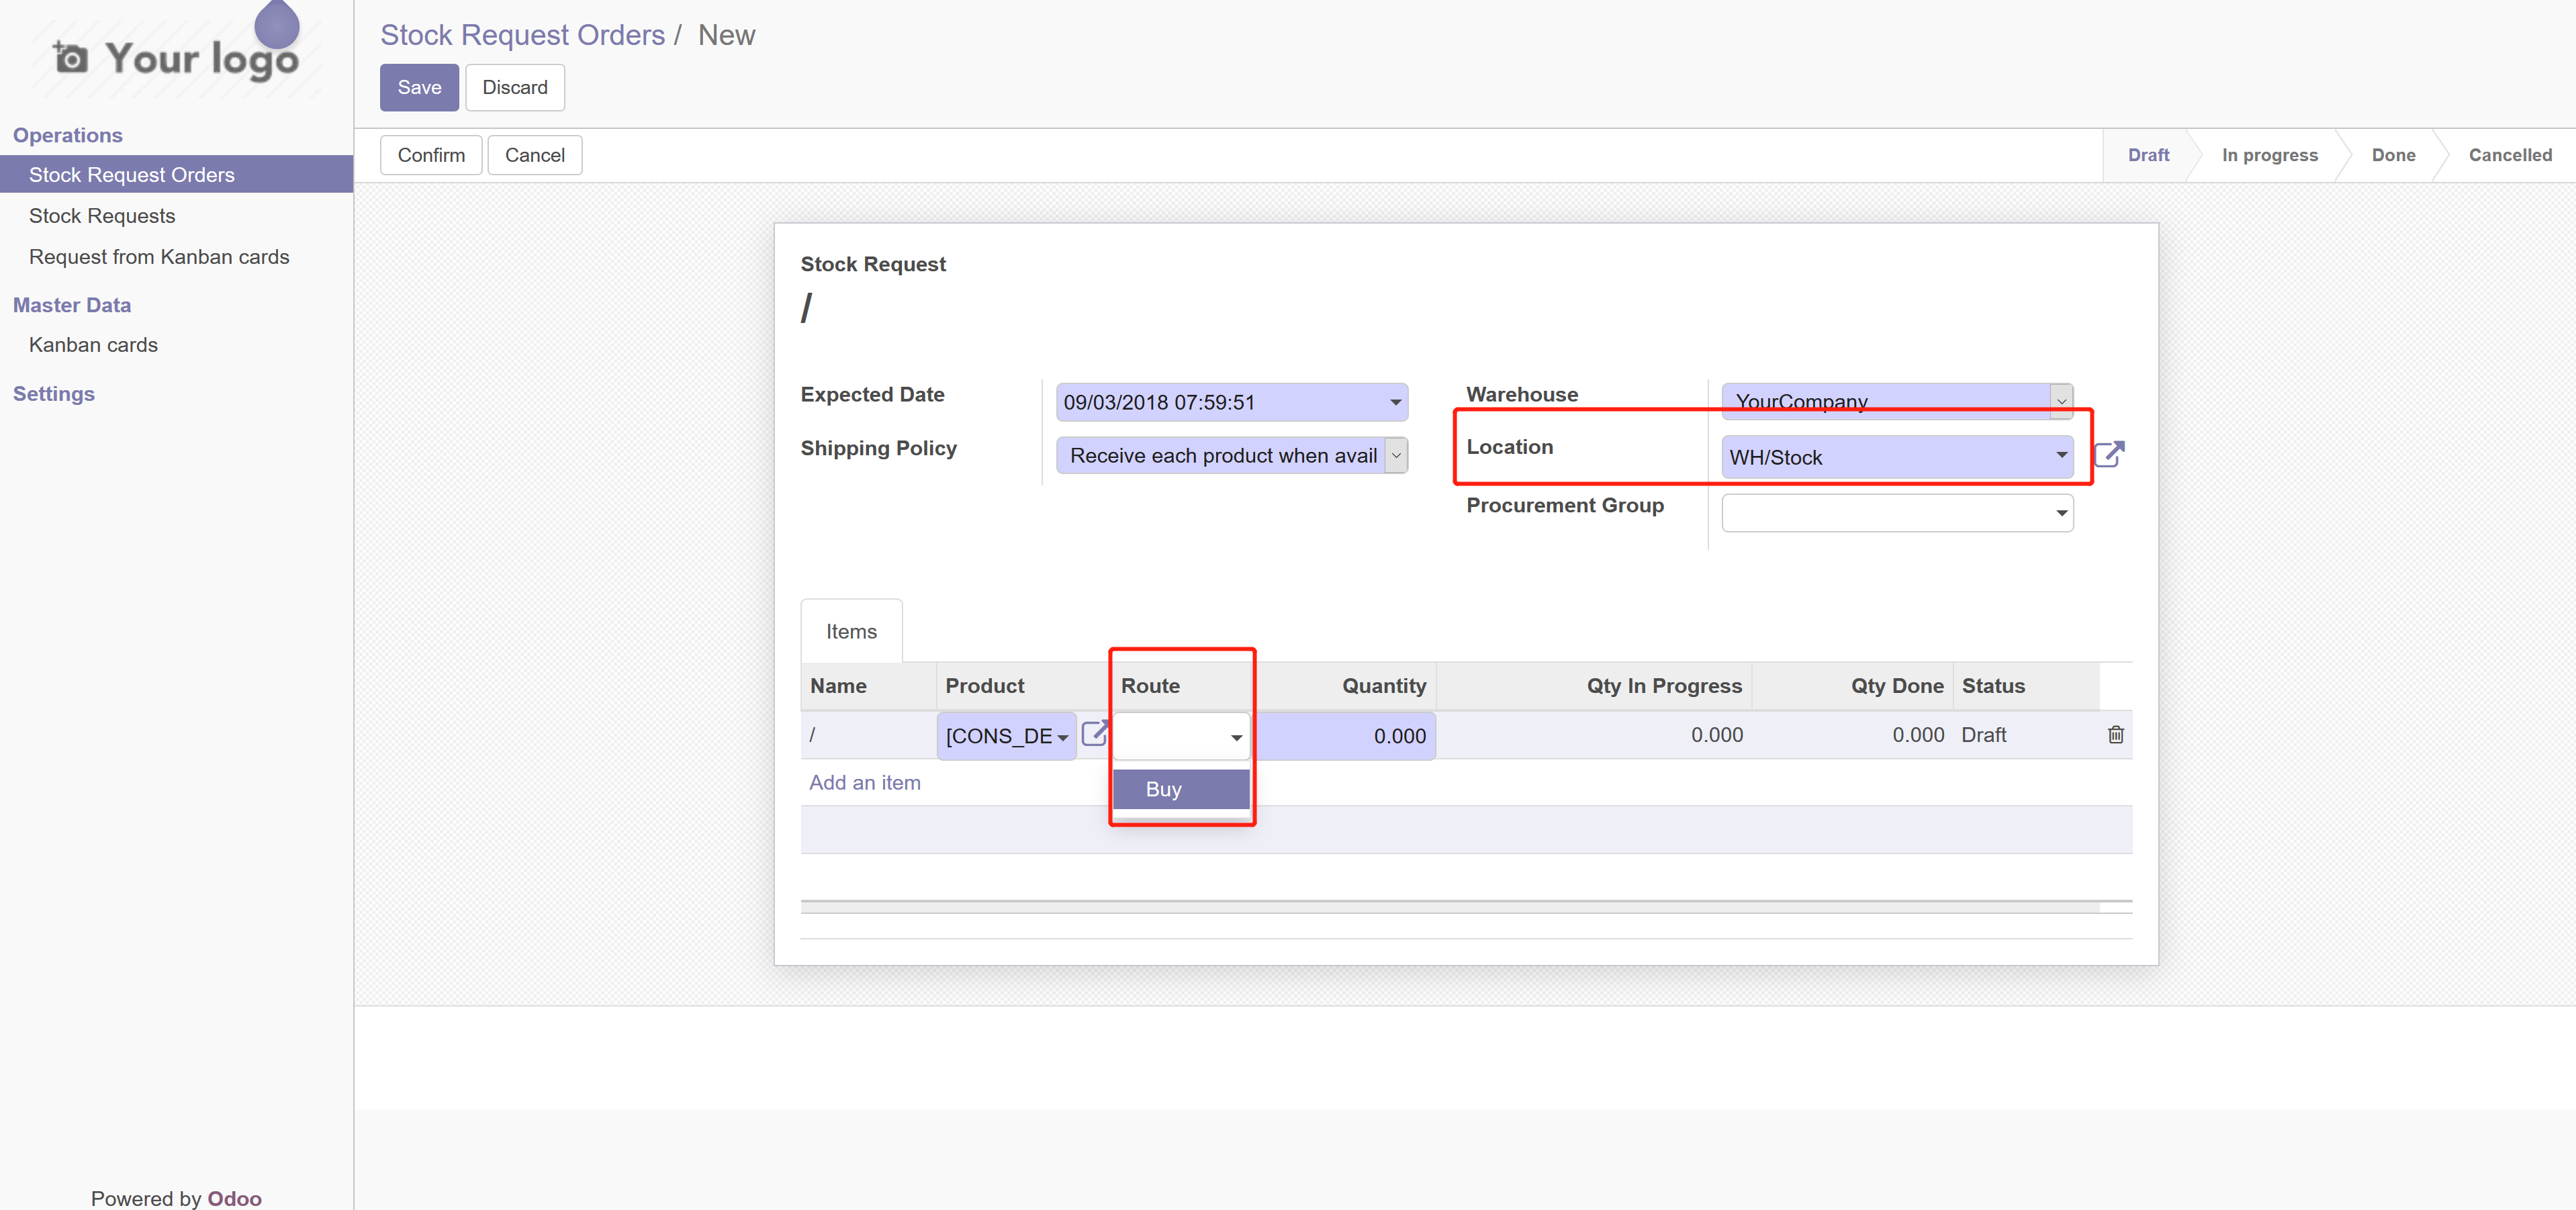 Your logo
Operations
Stock Request Orders
Stock Requests
Request from Kanban cards
Master Data
Kanban cards
Settings
Powered by Odoo
Stock Request Orders / New
Save Discard
Confirm Cancel
Draft In progress Done Cancelled
Stock Request
/
Expected Date 09/03/2018 07:59:51
Shipping Policy Receive each product when avail
Warehouse YourCompany
Location WH/Stock
Procurement Group
Items
Name Product Route Quantity Qty In Progress Qty Done Status
/ [CONS_DE 0.000 0.000 0.000 Draft
Buy
Add an item